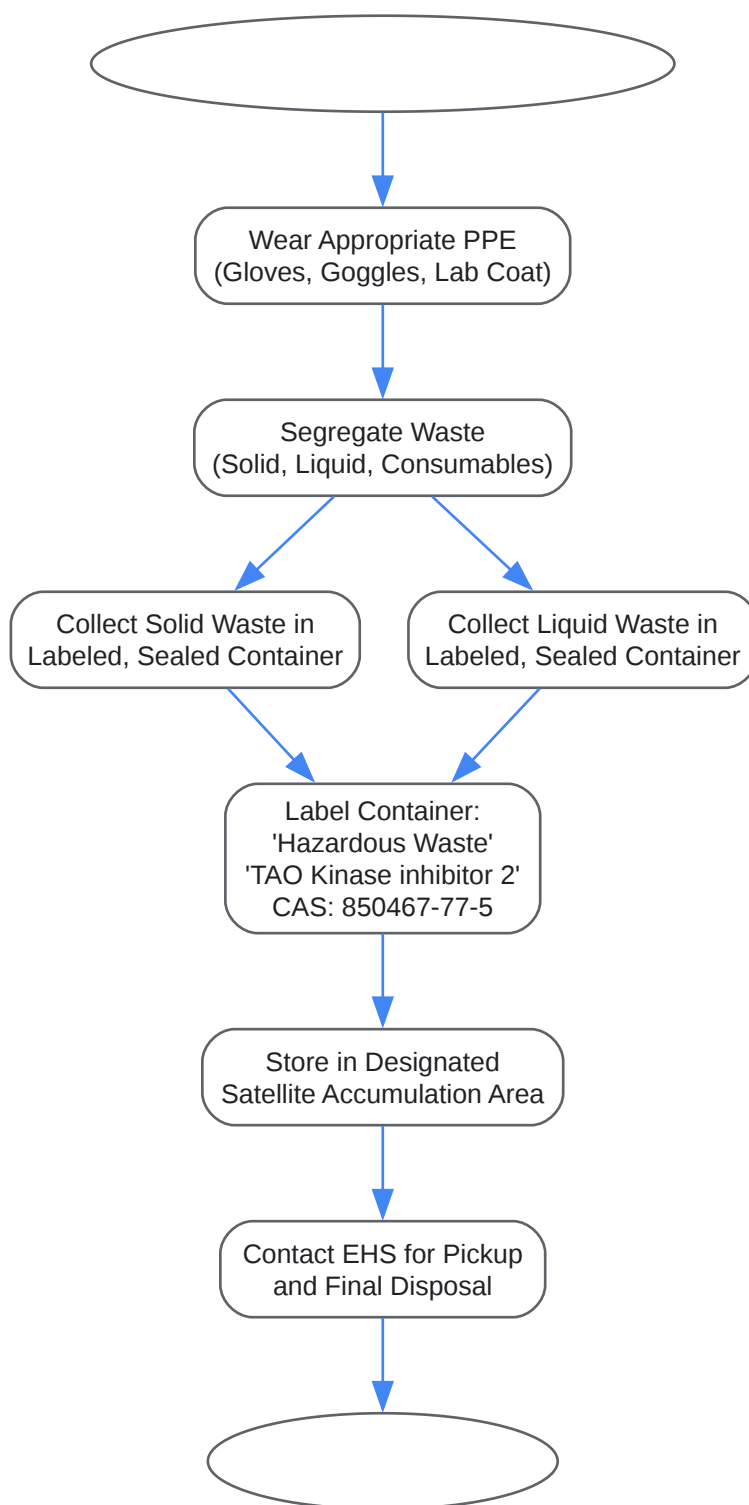 Wear Appropriate PPE
(Gloves, Goggles, Lab Coat)
Segregate Waste
(Solid, Liquid, Consumables)
Collect Solid Waste in
Labeled, Sealed Container
Collect Liquid Waste in
Labeled, Sealed Container
Label Container:
'Hazardous Waste'
'TAO Kinase inhibitor 2'
CAS: 850467-77-5
Store in Designated
Satellite Accumulation Area
Contact EHS for Pickup
and Final Disposal